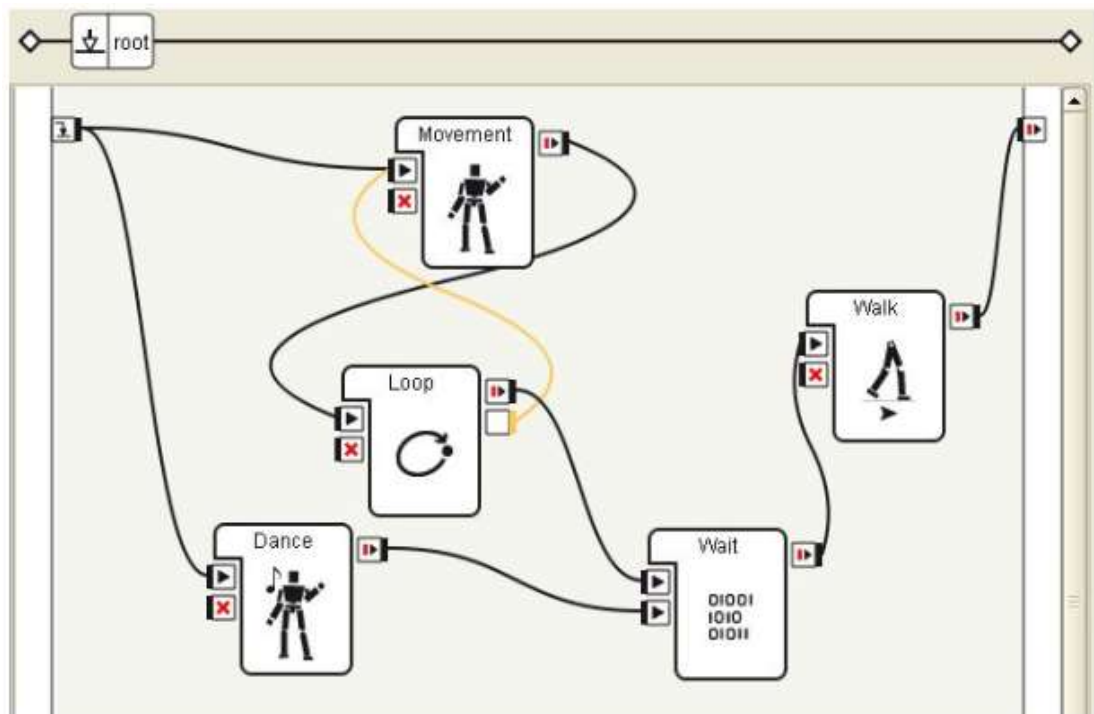 root
Movement
Walk
Loop
Dance
Wait
01001
1010
01011